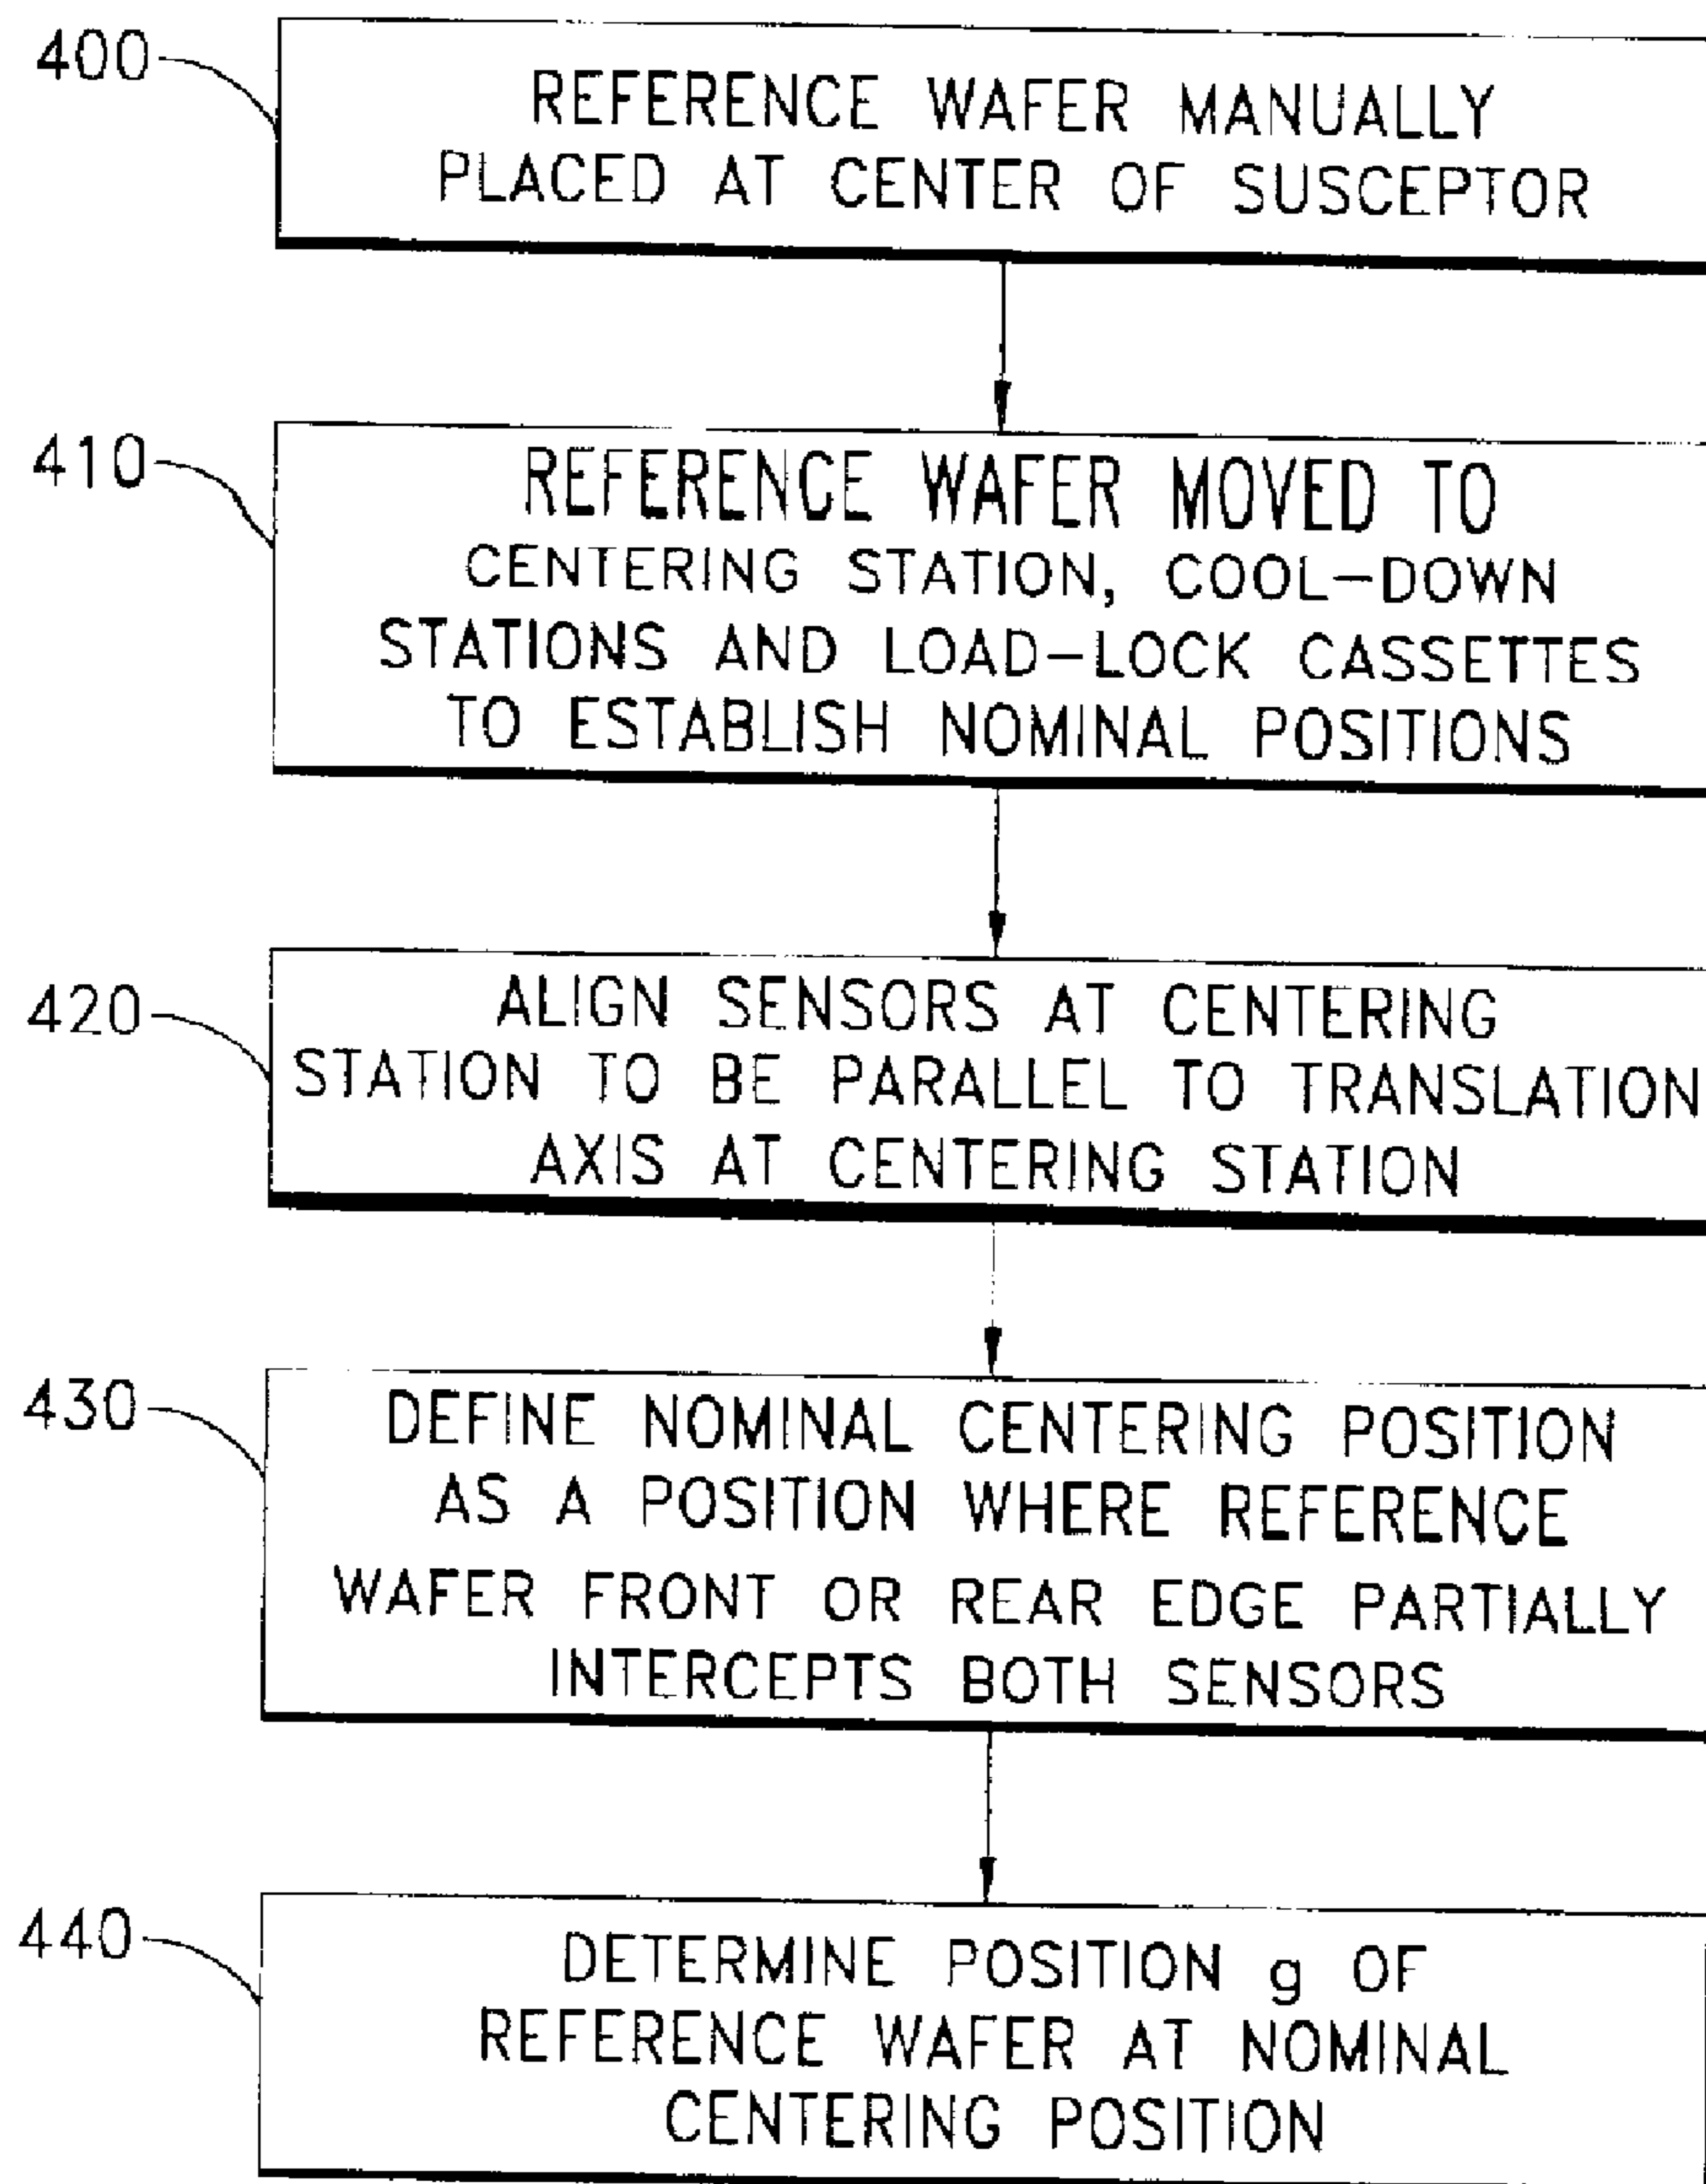 400
REFERENCE WAFER MANUALLY
PLACED AT CENTER OF SUSCEPTOR
410
REFERENCE WAFER MOVED TO
CENTERING STATION, COOL-DOWN
STATIONS AND LOAD-LOCK CASSETTES
TO ESTABLISH NOMINAL POSITIONS
420
ALIGN SENSORS AT CENTERING
STATION TO BE PARALLEL TO TRANSLATION
AXIS AT CENTERING STATION
430
DEFINE NOMINAL CENTERING POSITION
AS A POSITION WHERE REFERENCE
WAFER FRONT OR REAR EDGE PARTIALLY
INTERCEPTS BOTH SENSORS
440
DETERMINE POSITION g OF
REFERENCE WAFER AT NOMINAL
CENTERING POSITION